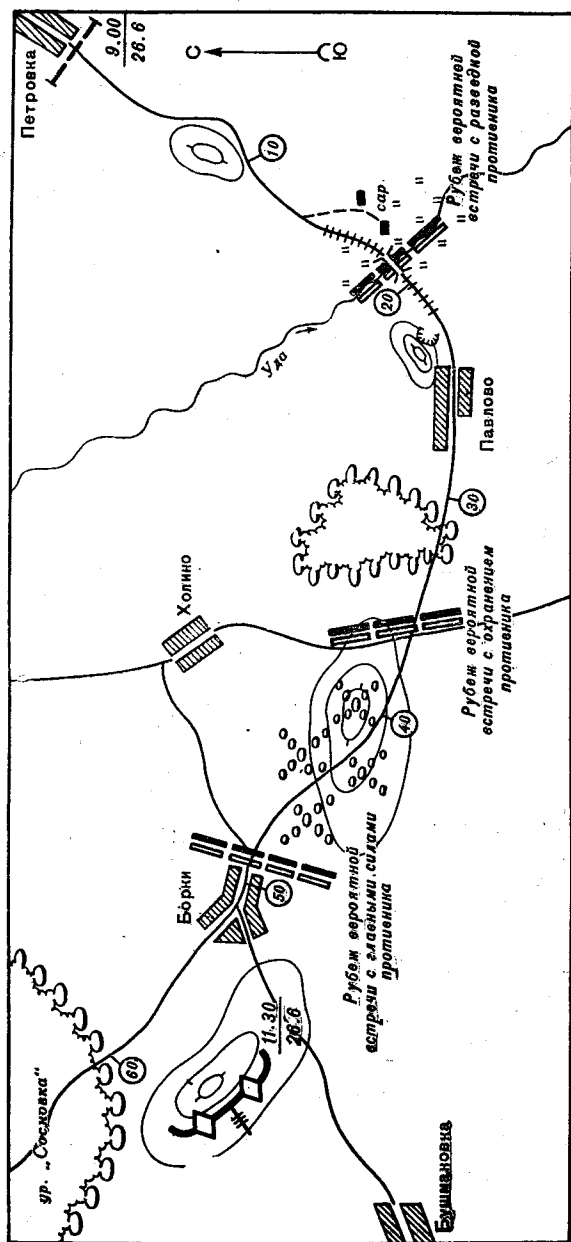 Петровка
9.00
26.6
С
Ю
10
сар.
Рубеж вероятной
встречи с разведкой
противника
20
Уда
Павлово
30
Холино
Рубеж вероятной
встречи с охранением
противника
40
Борки
50
Рубеж вероятной
встречи с главными силами
противника
11.30
26.6
60
ур. „Сосновка“
Бушмановка